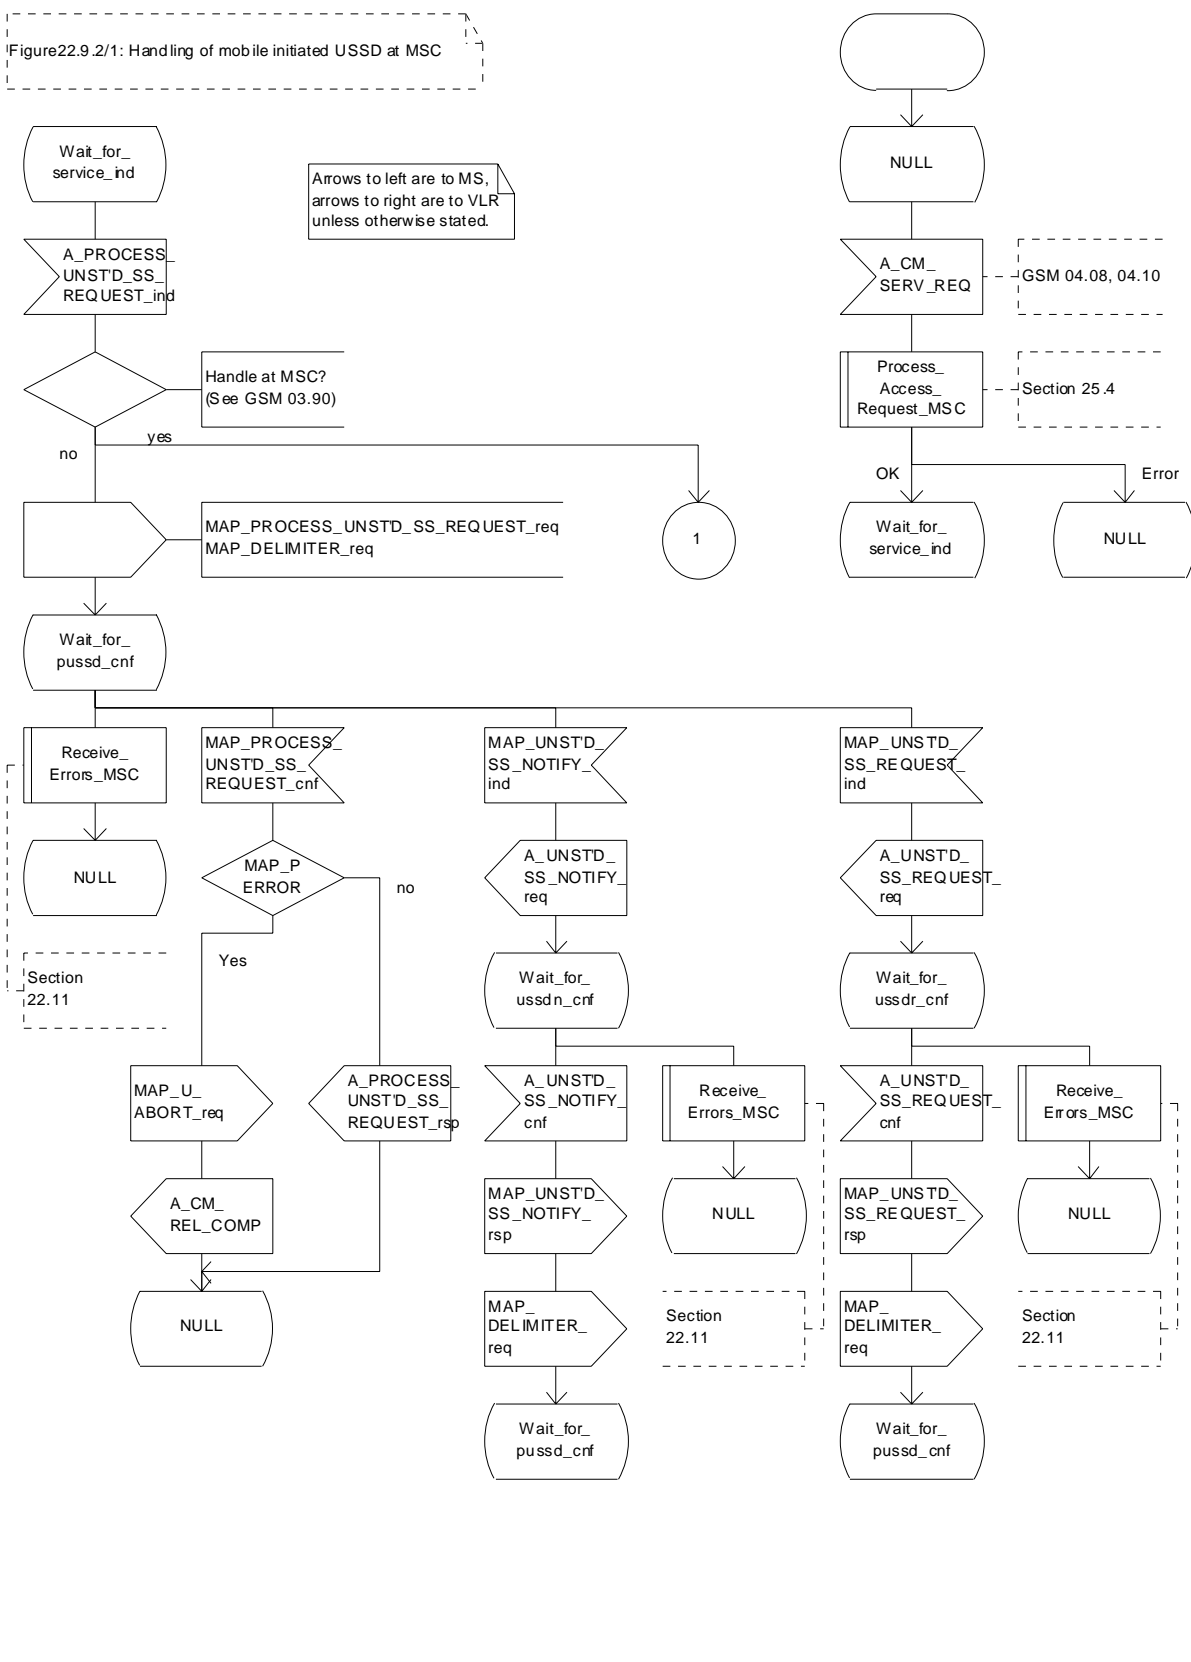 Figure22.9.2/1: Handling of mobile initiated USSD at MSC
Wait_for_
service_ind
Arrows to left are to MS,
arrows to right are to VLR
unless otherwise stated.
NULL
A_PROCESS_
UNST'D_SS_
REQUEST_ind
A_CM_
SERV_REQ
GSM 04.08, 04.10
Handle at MSC?
(See GSM 03.90)
Process_
Access_
Request_MSC
Section 25.4
yes
no
OK
Error
MAP_PROCESS_UNST'D_SS_REQUEST_req
MAP_DELIMITER_req
1
Wait_for_
service_ind
NULL
Wait_for_
pussd_cnf
Receive_
Errors_MSC
MAP_PROCESS_
UNST'D_SS_
REQUEST_cnf
MAP_UNST'D_
SS_NOTIFY_
ind
MAP_UNST'D_
SS_REQUEST_
ind
NULL
MAP_P
ERROR
no
A_UNST'D_
SS_NOTIFY_
req
A_UNST'D_
SS_REQUEST_
req
Yes
Section
22.11
Wait_for_
ussdn_cnf
Wait_for_
ussdr_cnf
MAP_U_
ABORT_req
A_PROCESS_
UNST'D_SS_
REQUEST_rsp
A_UNST'D_
SS_NOTIFY_
cnf
Receive_
Errors_MSC
A_UNST'D_
SS_REQUEST_
cnf
Receive_
Errors_MSC
A_CM_
REL_COMP
MAP_UNST'D_
SS_NOTIFY_
rsp
NULL
MAP_UNST'D_
SS_REQUEST_
rsp
NULL
NULL
MAP_
DELIMITER_
req
Section
22.11
MAP_
DELIMITER_
req
Section
22.11
Wait_for_
pussd_cnf
Wait_for_
pussd_cnf